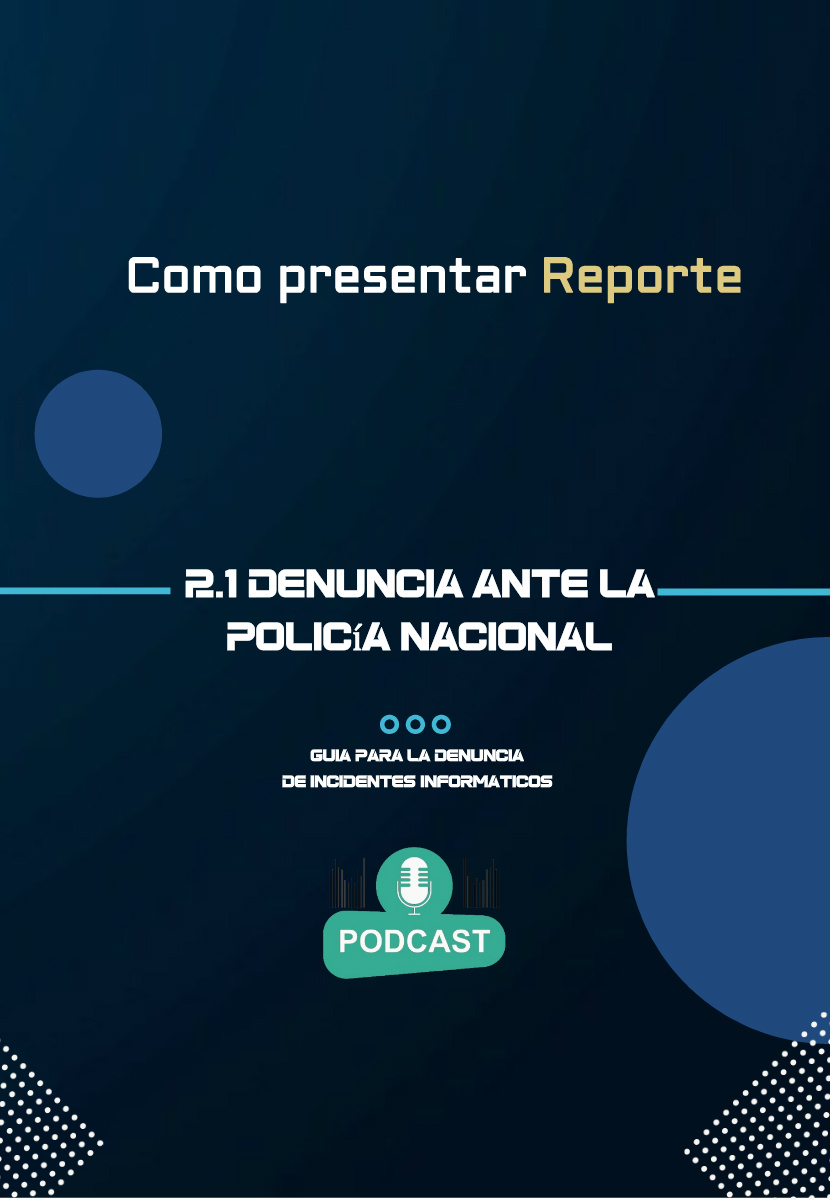 Como presentar Reporte
2.1 DENUNCIA ANTE LA
POLICíA NACIONAL
GUIA PARA LA DENUNCIA
DE INCIDENTES INFORMATICOS
PODCAST